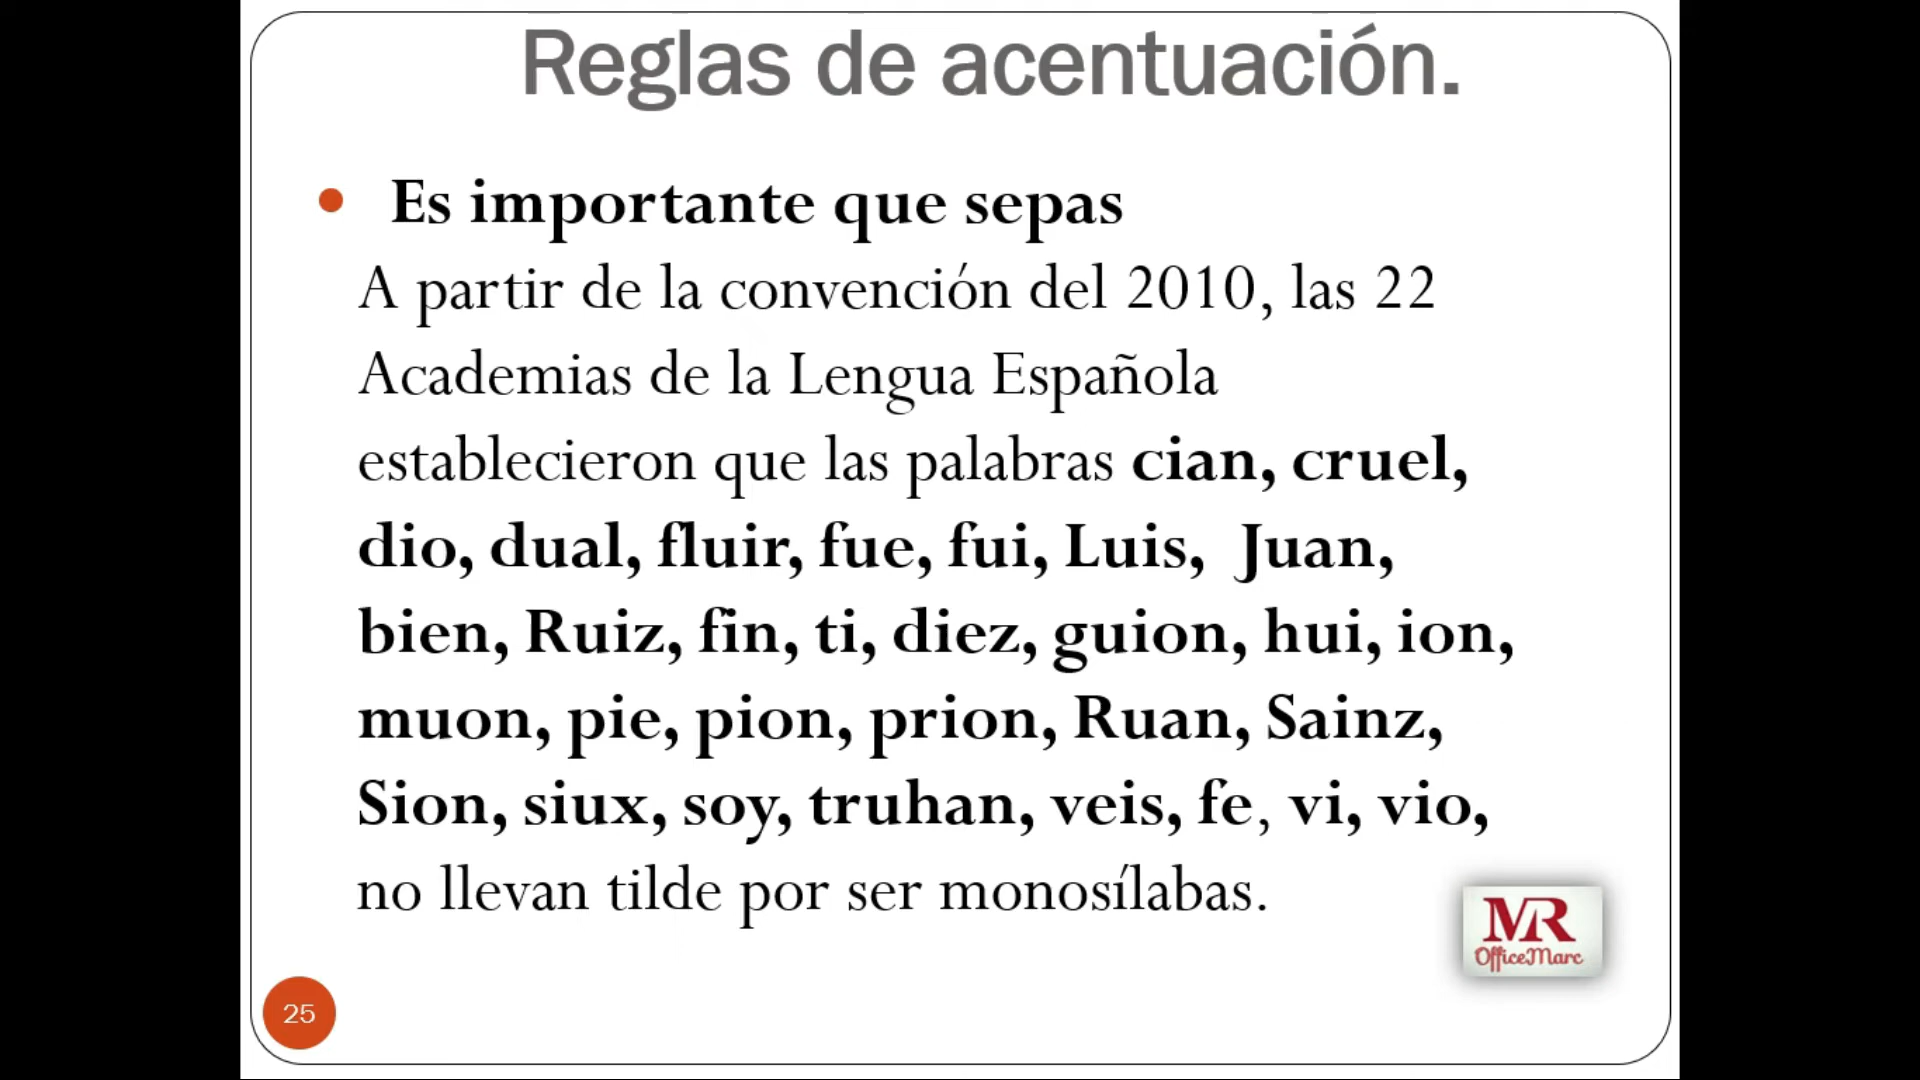 Reglas de acentuación.
• Es importante que sepas
A partir de la convención del 2010, las 22
Academias de la Lengua Española
establecieron que las palabras cian, cruel,
dio, dual, fluir, fue, fui, Luis, Juan,
bien, Ruiz, fin, ti, diez, guion, hui, ion,
muon, pie, pion, prion, Ruan, Sainz,
Sion, siux, soy, truhan, veis, fe, vi, vio,
no llevan tilde por ser monosílabas.
MR
OfficeMarc
25